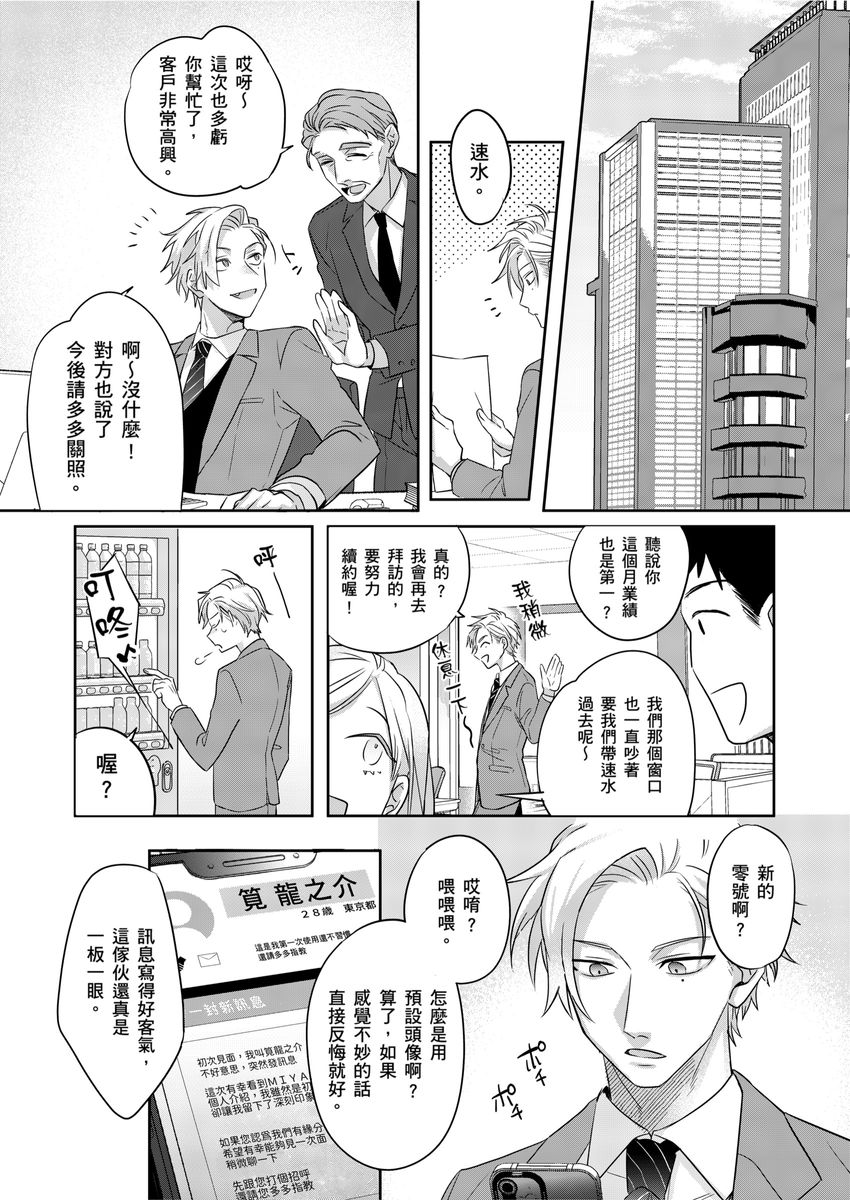 速水。
哎呀～
這次也多虧
你幫忙了，
客戶非常高興。
啊～沒什麼！
對方也說了
今後請多多關照。
聽說你
這個月業績
也是第一？
我們那個窗口
也一直吵著
要我們帶速水
過去呢～
我稍微
休息一下～
真的？
我會再去
拜訪的，
要努力
續約喔！
呼—
叮咚♪
喔？
新的
零號啊？
ポチ
ポチ
哎唷？
喂喂喂。
怎麼是用
預設頭像啊？
算了，如果
感覺不妙的話
直接反悔就好。
筧 龍之介
28歲 東京都
這是我第一次使用還不習慣
還請多多指教
一封新訊息
初次見面，我叫筧龍之介
不好意思，突然發訊息
這次有幸看到MIYA
個人介紹，我雖然是初
卻讓我留下了深刻印象
如果您認為我們有緣分
希望有幸能夠見一次面
稍微聊一下
先跟您打個招呼
還請您多多指教
訊息寫得好客氣，
這傢伙還真是
一板一眼。